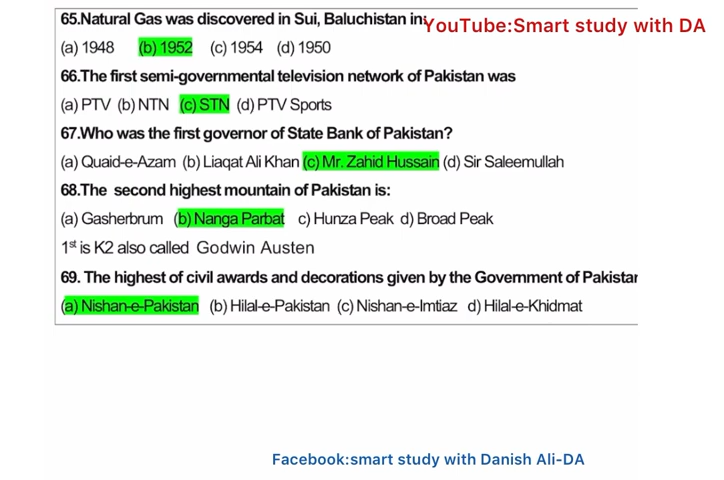 65.Natural Gas was discovered in Sui, Baluchistan in:
YouTube:Smart study with DA
(a) 1948 (b) 1952 (c) 1954 (d) 1950
66.The first semi-governmental television network of Pakistan was
(a) PTV (b) NTN (c) STN (d) PTV Sports
67.Who was the first governor of State Bank of Pakistan?
(a) Quaid-e-Azam (b) Liaqat Ali Khan (c) Mr. Zahid Hussain (d) Sir Saleemullah
68.The second highest mountain of Pakistan is:
(a) Gasherbrum (b) Nanga Parbat c) Hunza Peak d) Broad Peak
1st is K2 also called Godwin Austen
69. The highest of civil awards and decorations given by the Government of Pakistan
(a) Nishan-e-Pakistan (b) Hilal-e-Pakistan (c) Nishan-e-Imtiaz d) Hilal-e-Khidmat
Facebook:smart study with Danish Ali-DA